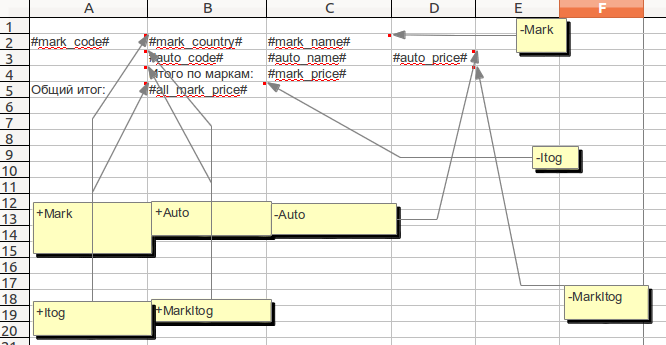 A B C D E F
1
2 #mark_code# #mark_country# #mark_name# -Mark
3 #auto_code# #auto_name# #auto_price#
4 Итого по маркам: #mark_price#
5 Общий итог: #all_mark_price#
6
7
8
9 -Itog
10
11
12
13 +Mark +Auto -Auto
14
15
16
17
18 -MarkItog
19 +Itog +MarkItog
20
21